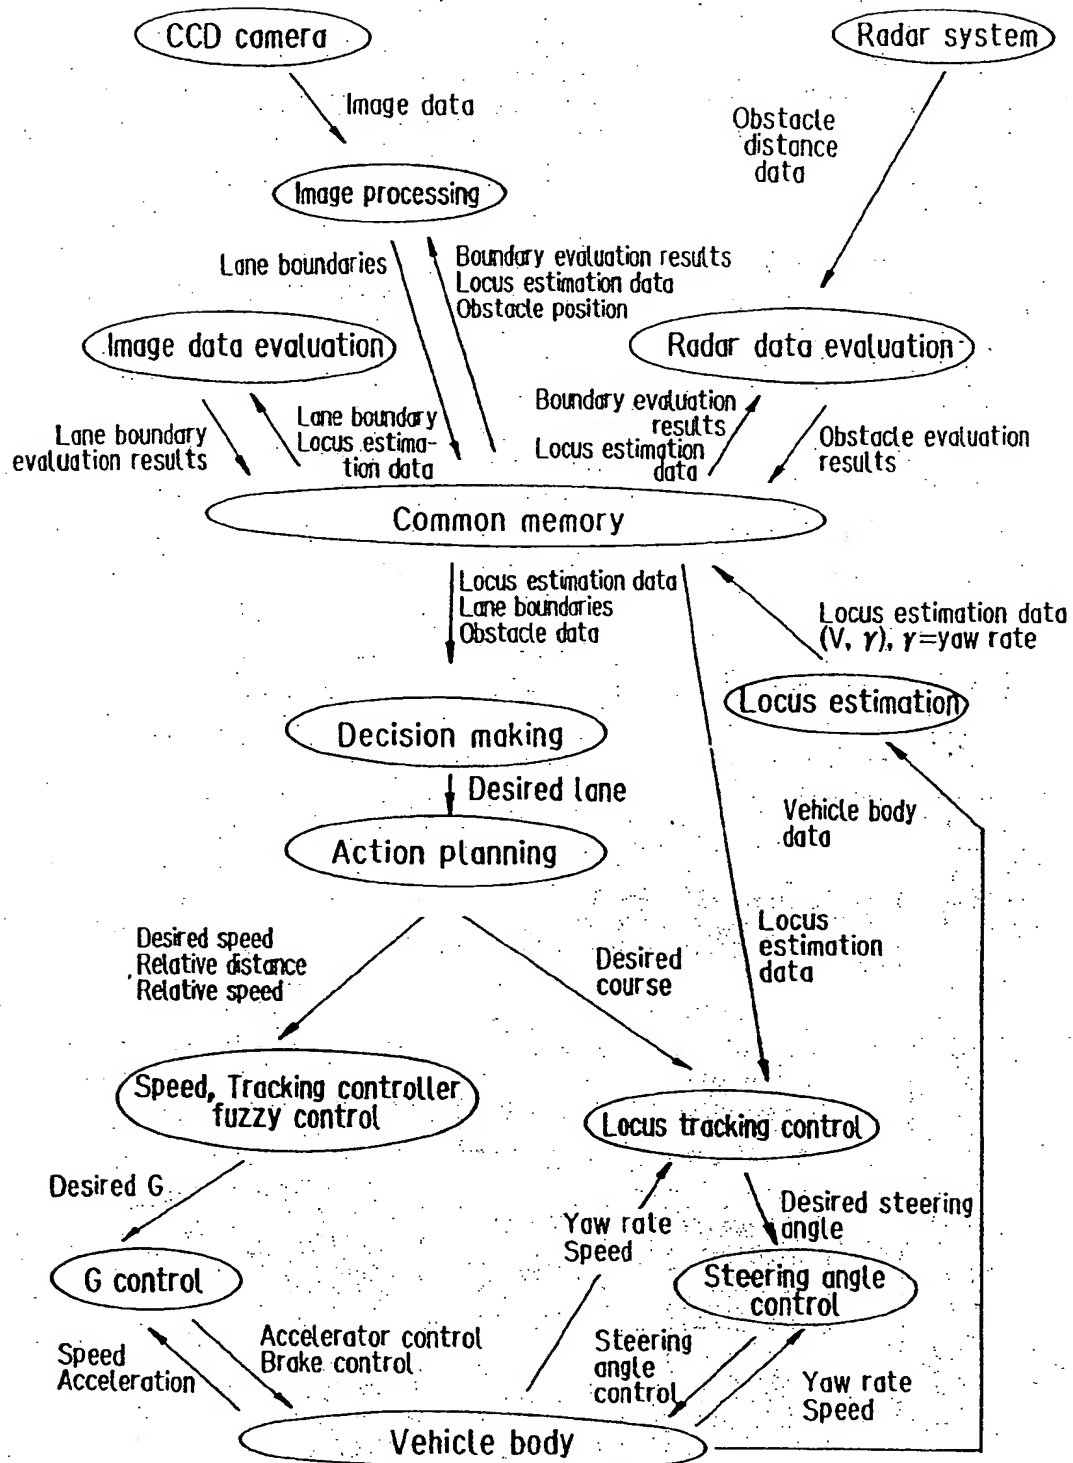 CCD camera
Radar system
Image data
Obstacle
distance
data
Image processing
Lane boundaries
Boundary evaluation results
Locus estimation data
Obstacle position
Image data evaluation
Radar data evaluation
Lane boundary
evaluation results
Lane boundary
Locus estima-
tion data
Boundary evaluation
results
Locus estimation
data
Obstacle evaluation
results
Common memory
Locus estimation data
Lane boundaries
Obstacle data
Locus estimation data
(V, γ), γ=yaw rate
Locus estimation
Decision making
Desired lane
Vehicle body
data
Action planning
Desired speed
Relative distance
Relative speed
Desired
course
Locus
estimation
data
Speed, Tracking controller
fuzzy control
Locus tracking control
Desired G
Yaw rate
Speed
Desired steering
angle
G control
Steering angle
control
Speed
Acceleration
Accelerator control
Brake control
Steering
angle
control
Yaw rate
Speed
Vehicle body